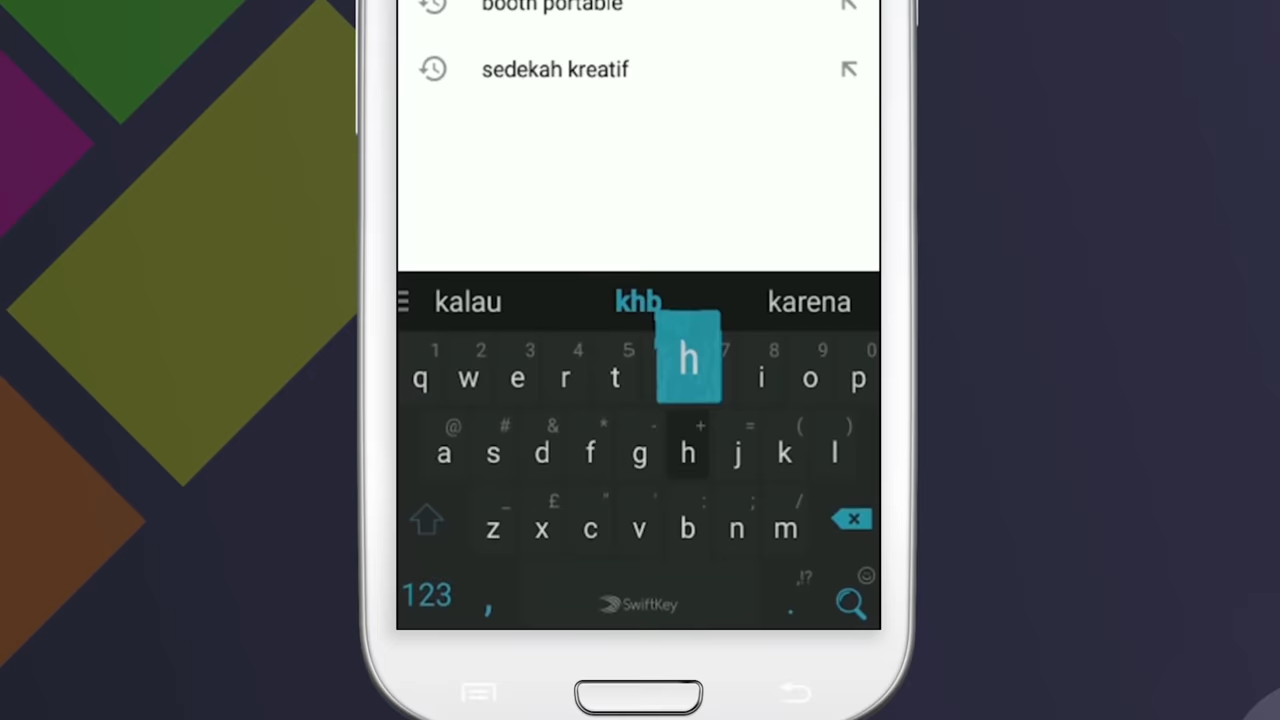 booth portable
sedekah kreatif
kalau khb karena
1 2 3 4 5 7 8 9 0
q w e r t h i o p
@ # & * - + = ( )
a s d f g h j k l
_ £ " ' : ; /
z x c v b n m
,!?
123 , SwiftKey .